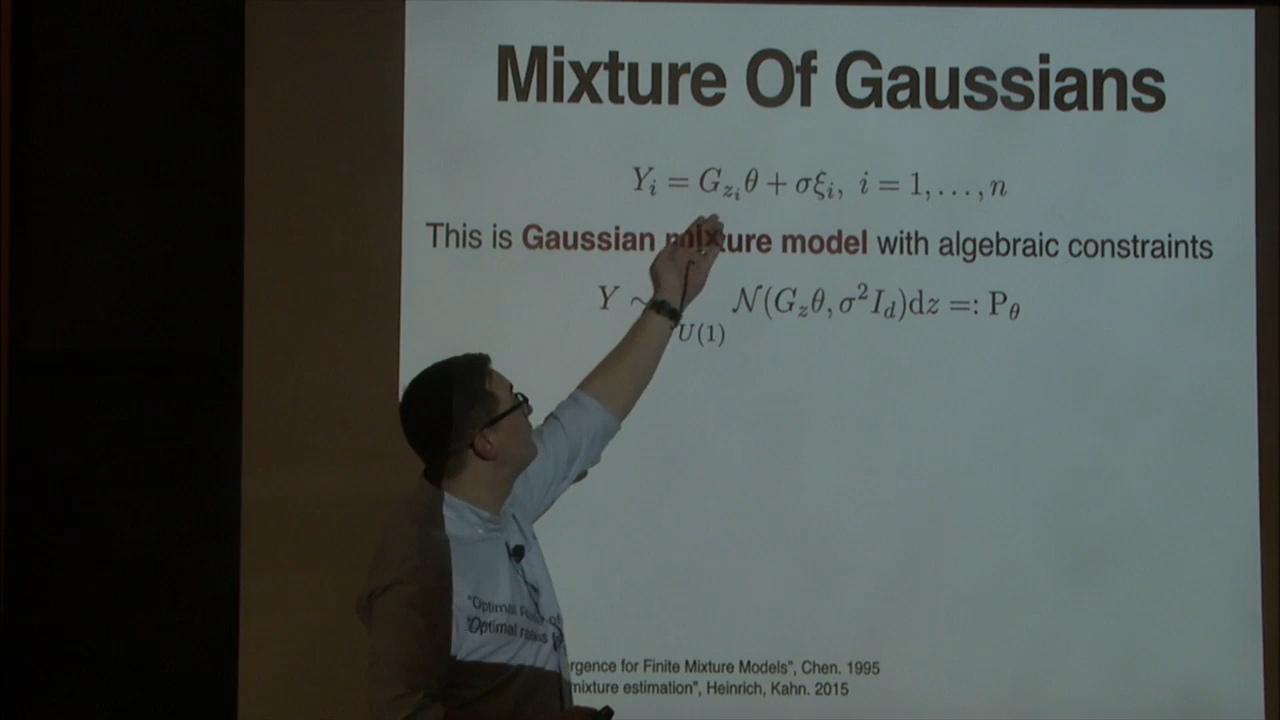 Mixture Of Gaussians
Y_i = G_{z_i}θ + σξ_i, i = 1, . . . , n
This is Gaussian mixture model with algebraic constraints
Y ∼ U(1) 𝒩(G_zθ, σ²I_d)dz =: P_θ
"Optimal rgence for Finite Mixture Models", Chen. 1995
"Optimal rates mixture estimation", Heinrich, Kahn. 2015